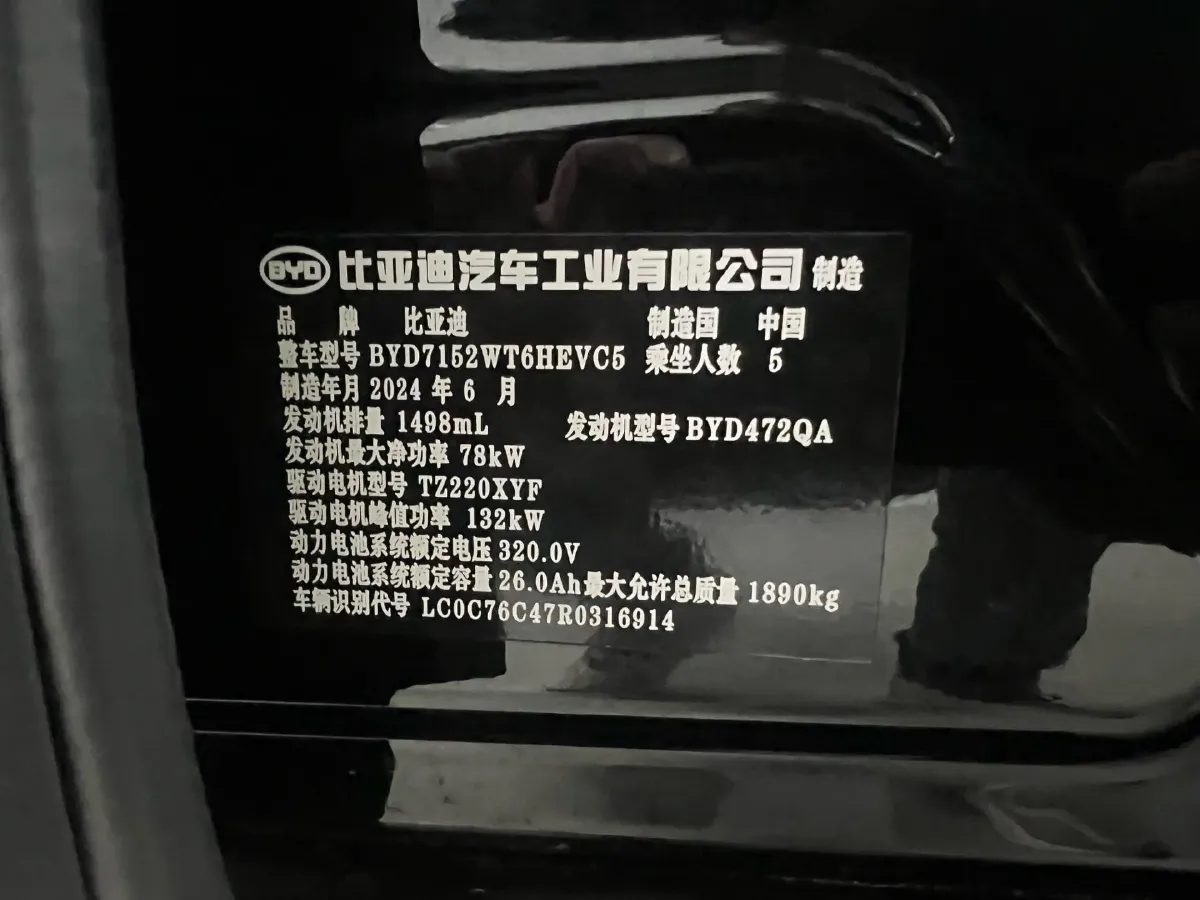 BYD 比亚迪汽车工业有限公司 制造
品 牌 比亚迪 制造国 中国
整车型号 BYD7152WT6HEVC5 乘坐人数 5
制造年月 2024 年 6 月
发动机排量 1498mL 发动机型号 BYD472QA
发动机最大净功率 78kW
驱动电机型号 TZ220XYF
驱动电机峰值功率 132kW
动力电池系统额定电压 320.0V
动力电池系统额定容量 26.0Ah 最大允许总质量 1890kg
车辆识别代号 LC0C76C47R0316914